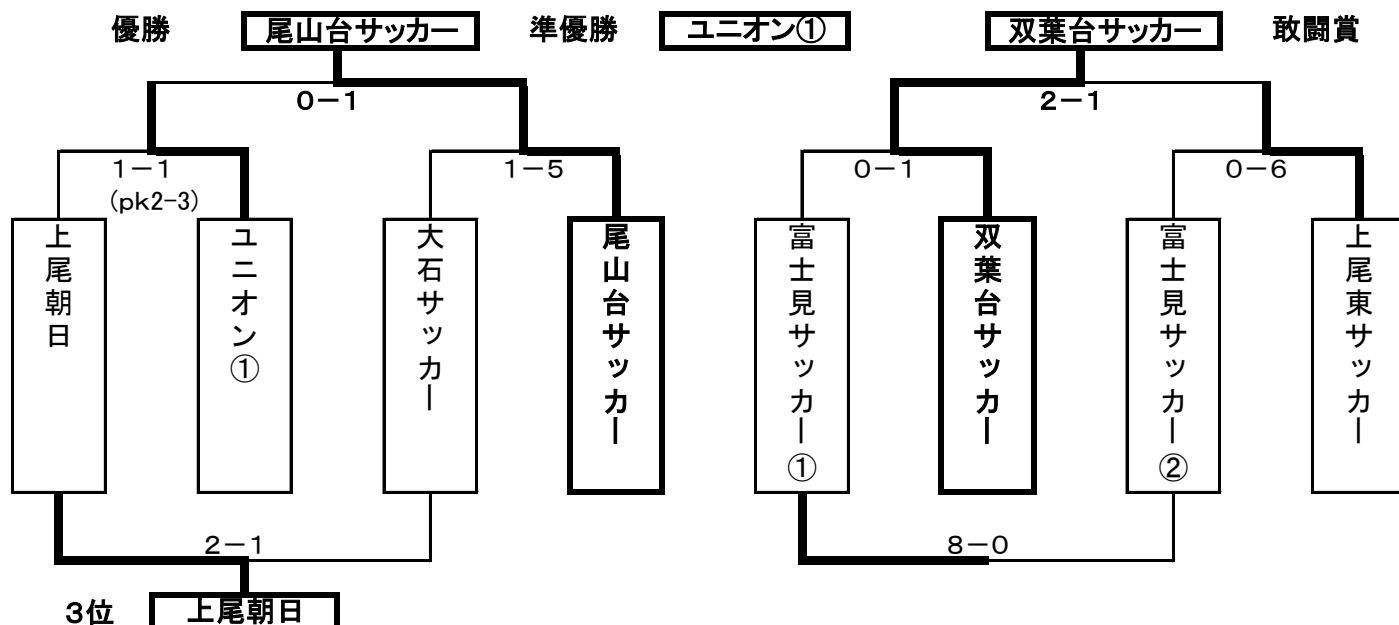 優勝 尾山台サッカー 準優勝 ユニオン① 双葉台サッカー 敢闘賞
0-1 2-1
1-1 1-5 0-1 0-6
(pk2-3)
上尾朝日
ユニオン①
大石サッカー
尾山台サッカー
富士見サッカー①
双葉台サッカー
富士見サッカー②
上尾東サッカー
2-1 8-0
3位 上尾朝日